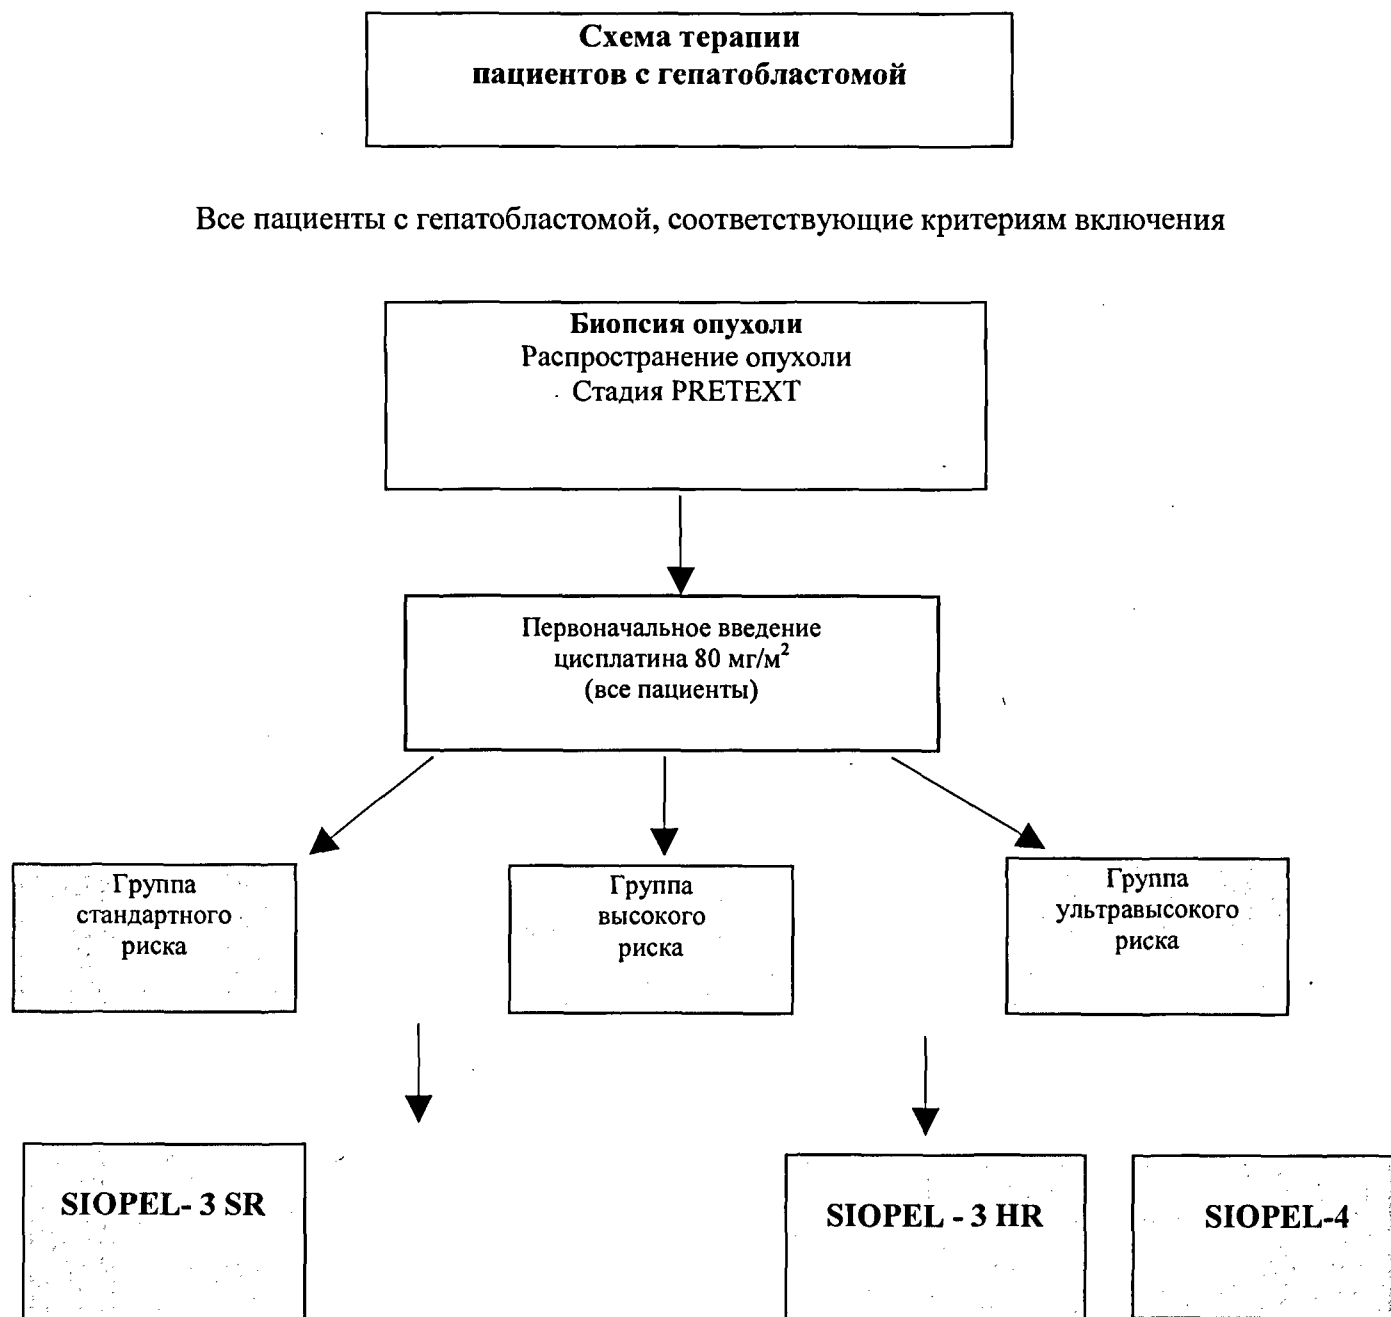 Схема терапии
пациентов с гепатобластомой
Все пациенты с гепатобластомой, соответствующие критериям включения
Биопсия опухоли
Распространение опухоли
Стадия PRETEXT
Первоначальное введение
цисплатина 80 мг/м²
(все пациенты)
Группа
стандартного
риска
Группа
высокого
риска
Группа
ультравысокого
риска
SIOPEL- 3 SR
SIOPEL - 3 HR
SIOPEL-4